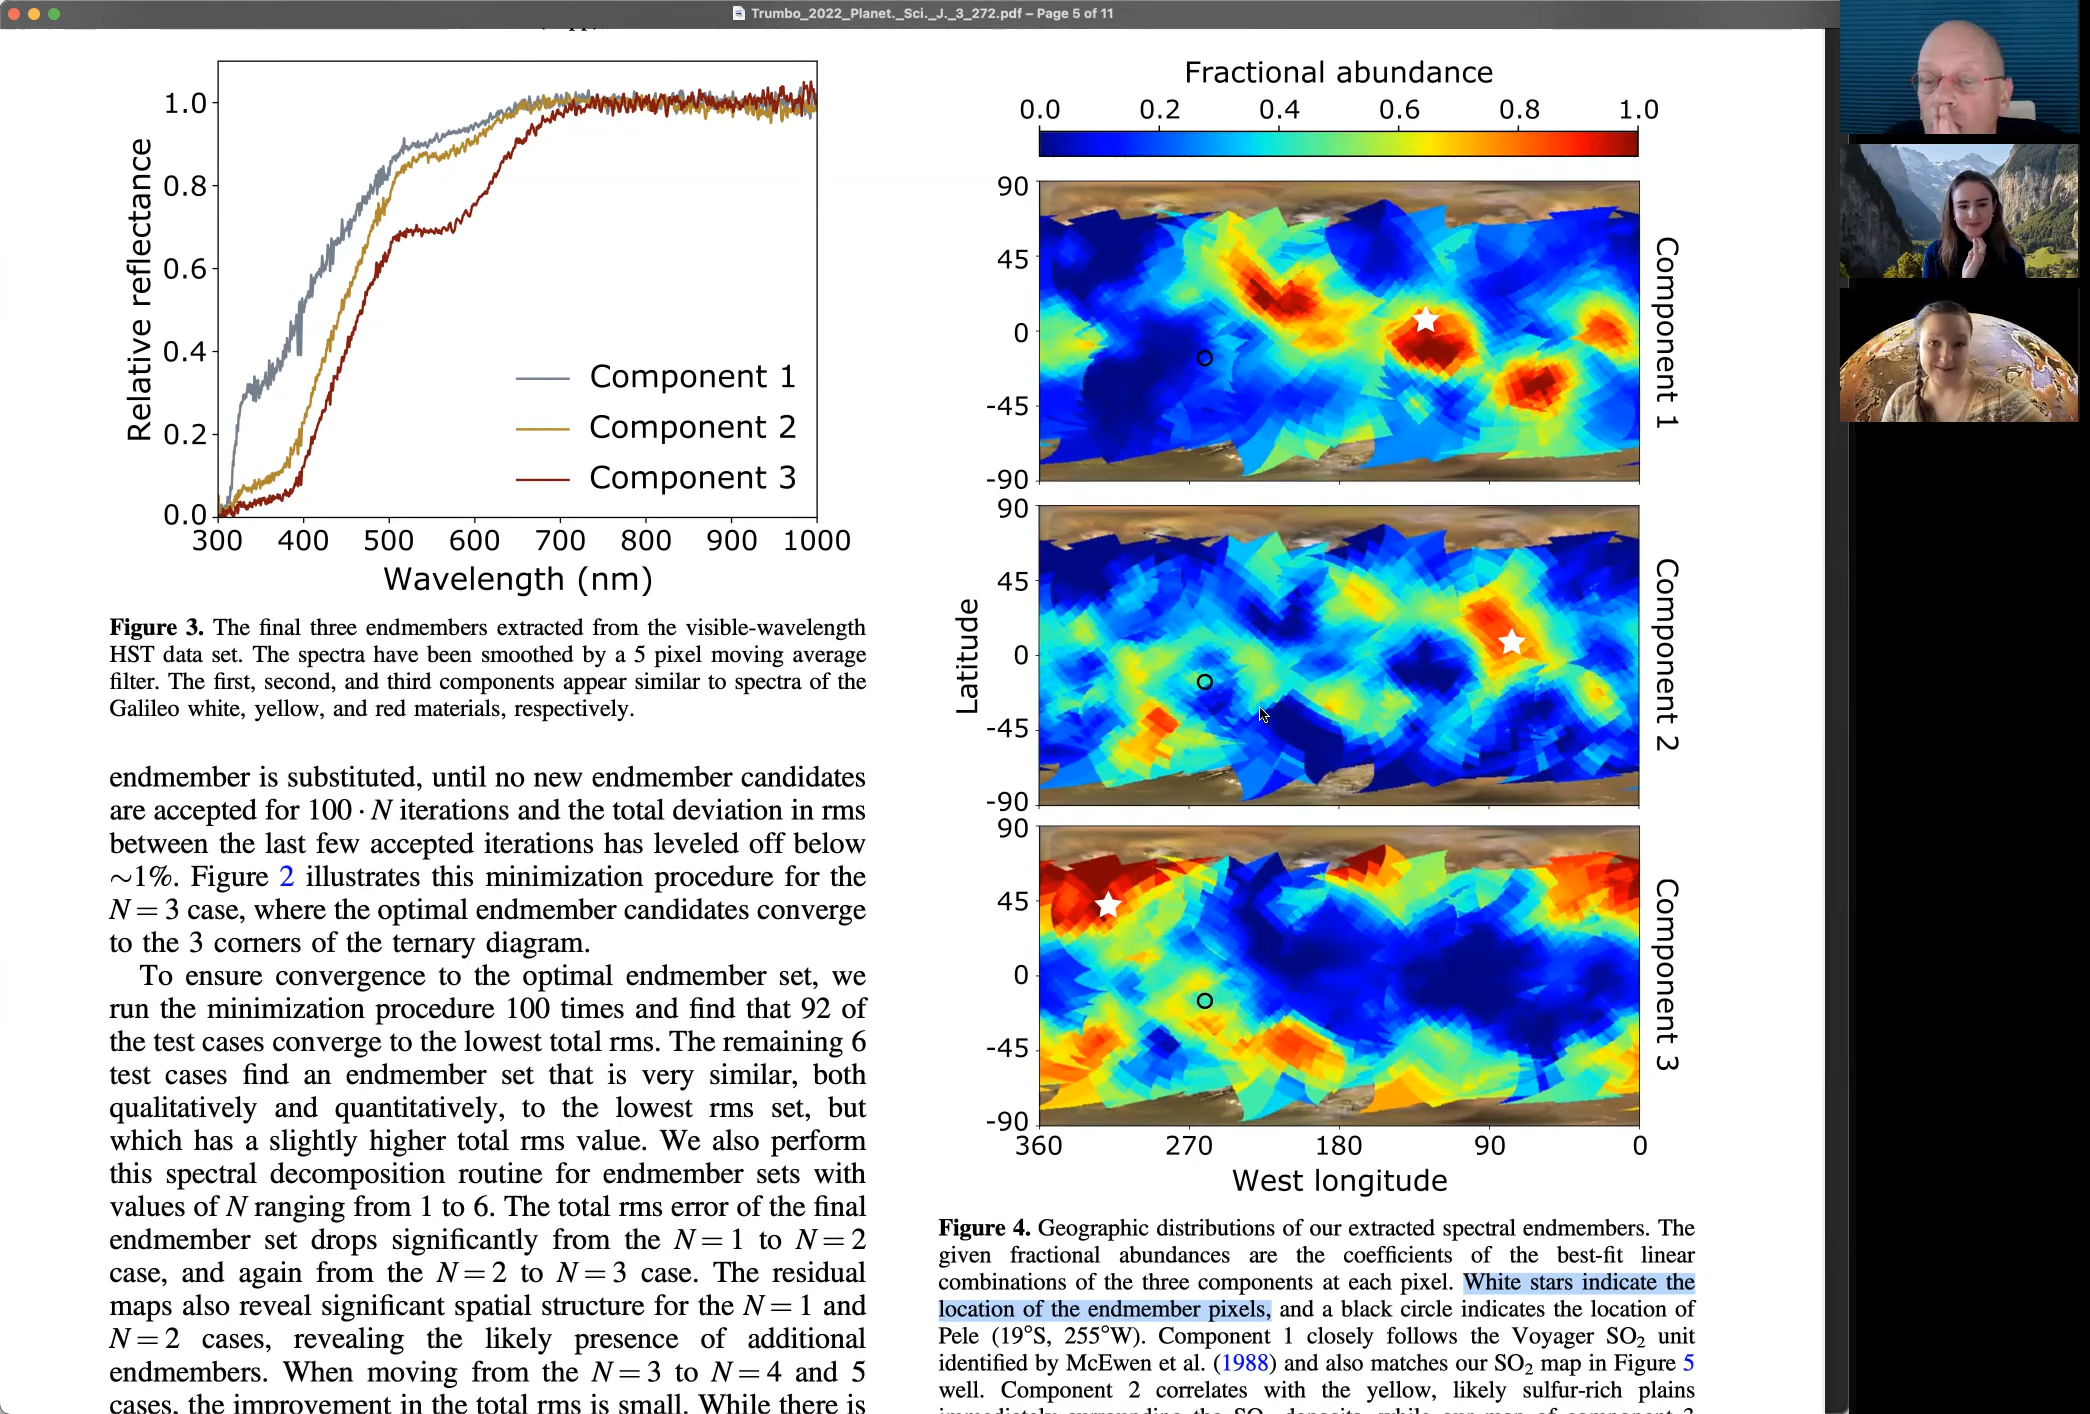 Trumbo_2022_Planet._Sci._J._3_272.pdf – Page 5 of 11
1.0
0.8
0.6
0.4
0.2
0.0
Relative reflectance
Component 1
Component 2
Component 3
300 400 500 600 700 800 900 1000
Wavelength (nm)
Figure 3. The final three endmembers extracted from the visible-wavelength
HST data set. The spectra have been smoothed by a 5 pixel moving average
filter. The first, second, and third components appear similar to spectra of the
Galileo white, yellow, and red materials, respectively.
endmember is substituted, until no new endmember candidates
are accepted for 100 · N iterations and the total deviation in rms
between the last few accepted iterations has leveled off below
∼1%. Figure 2 illustrates this minimization procedure for the
N = 3 case, where the optimal endmember candidates converge
to the 3 corners of the ternary diagram.
To ensure convergence to the optimal endmember set, we
run the minimization procedure 100 times and find that 92 of
the test cases converge to the lowest total rms. The remaining 6
test cases find an endmember set that is very similar, both
qualitatively and quantitatively, to the lowest rms set, but
which has a slightly higher total rms value. We also perform
this spectral decomposition routine for endmember sets with
values of N ranging from 1 to 6. The total rms error of the final
endmember set drops significantly from the N = 1 to N = 2
case, and again from the N = 2 to N = 3 case. The residual
maps also reveal significant spatial structure for the N = 1 and
N = 2 cases, revealing the likely presence of additional
endmembers. When moving from the N = 3 to N = 4 and 5
cases, the improvement in the total rms is small. While there is
Fractional abundance
0.0 0.2 0.4 0.6 0.8 1.0
90
45
0
-45
-90
Component 1
90
45
0
-45
-90
Latitude
Component 2
90
45
0
-45
-90
Component 3
360 270 180 90 0
West longitude
Figure 4. Geographic distributions of our extracted spectral endmembers. The
given fractional abundances are the coefficients of the best-fit linear
combinations of the three components at each pixel. White stars indicate the
location of the endmember pixels, and a black circle indicates the location of
Pele (19°S, 255°W). Component 1 closely follows the Voyager SO₂ unit
identified by McEwen et al. (1988) and also matches our SO₂ map in Figure 5
well. Component 2 correlates with the yellow, likely sulfur-rich plains